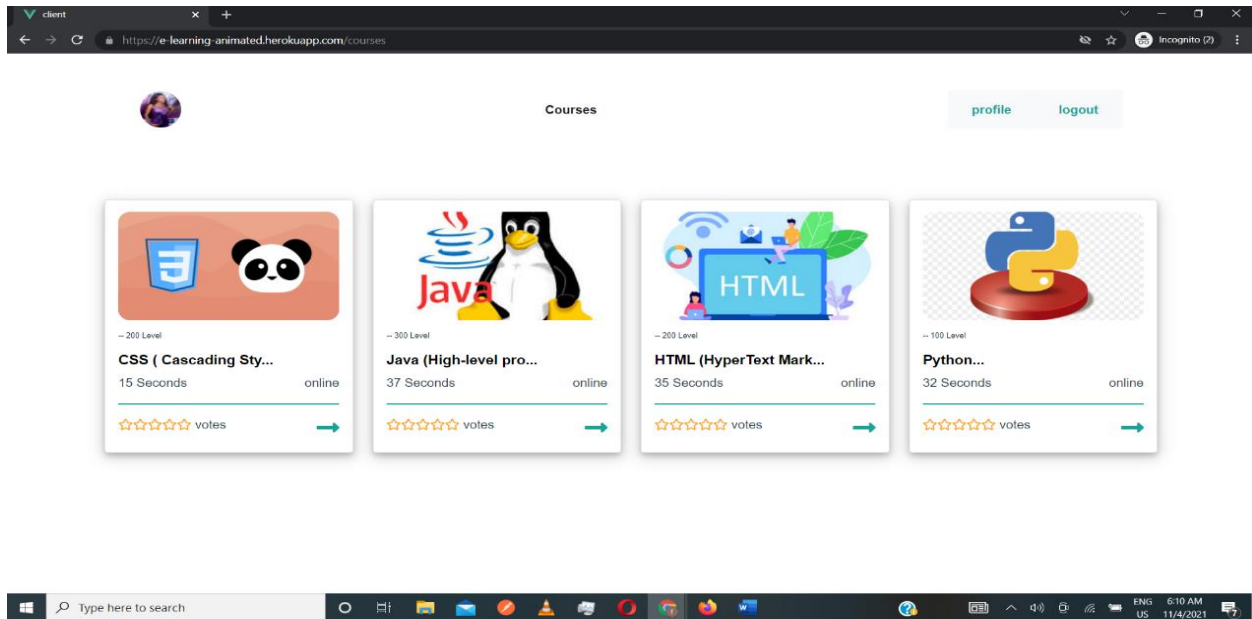 client
https://e-learning-animated.herokuapp.com/courses
Incognito (2)
Courses
profile
logout
Java
HTML
-- 200 Level
-- 300 Level
-- 200 Level
-- 100 Level
CSS ( Cascading Sty...
Java (High-level pro...
HTML (HyperText Mark...
Python...
15 Seconds
online
37 Seconds
online
35 Seconds
online
32 Seconds
online
votes
votes
votes
votes
Type here to search
ENG
US
6:10 AM
11/4/2021
7